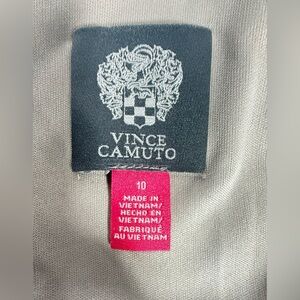 VINCE
CAMUTO
10
MADE IN
VIETNAM/
HECHO EN
VIETNAM/
FABRIQUÉ
AU VIETNAM